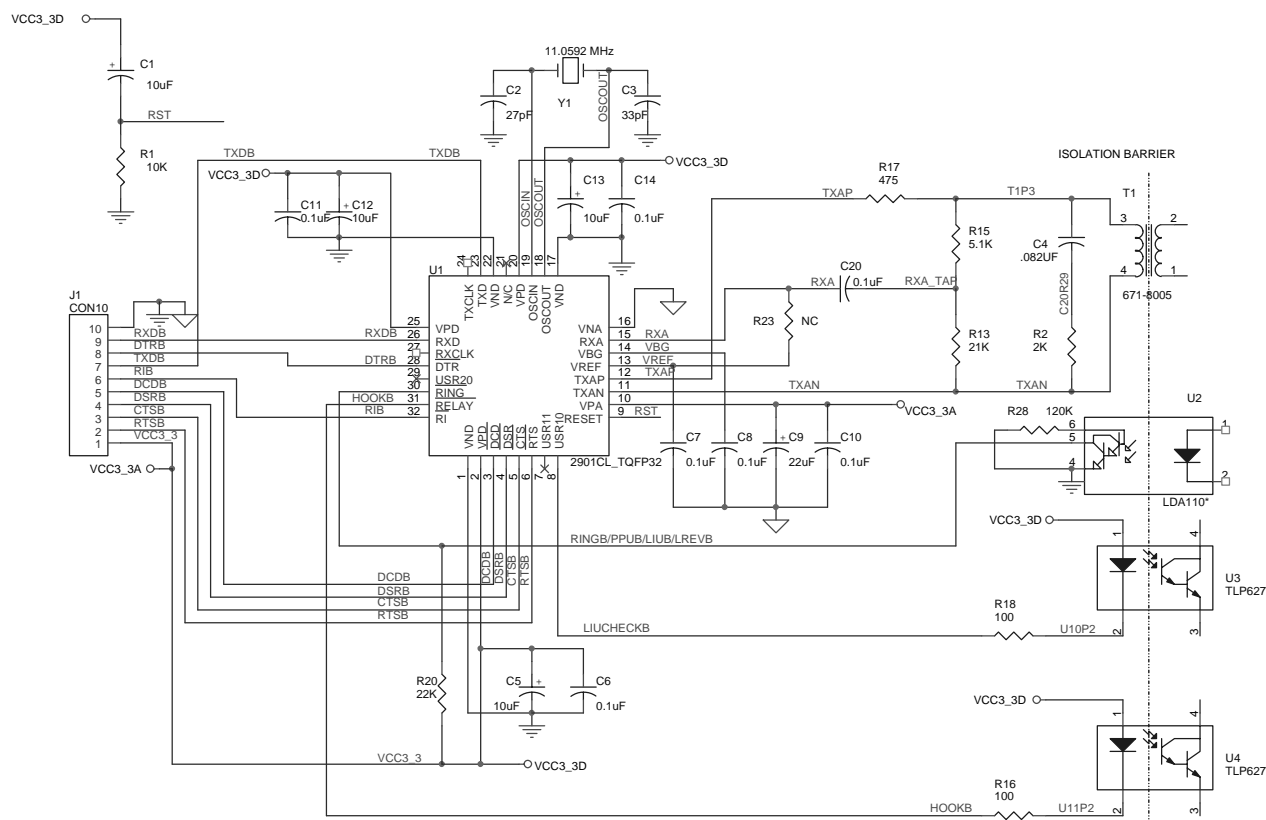 VCC3_3D
C1
10uF
RST
R1
10K
11.0592 MHz
C2
27pF
Y1
OSCOUT
C3
33pF
TXDB
TXDB
VCC3_3D
C11
0.1uF
C12
10uF
OSCIN
OSCOUT
C13
10uF
C14
0.1uF
VCC3_3D
ISOLATION BARRIER
R17
475
TXAP
T1P3
T1
3
2
4
1
671-8005
R15
5.1K
C4
.082UF
C20
0.1uF
RXA
RXA_TAP
C20R29
R23
NC
R13
21K
R2
2K
TXAN
TXAN
U1
24
23
22
21
20
19
18
17
TXCLK
TXD
VND
N/C
VPD
OSCIN
OSCOUT
VND
25
VPD
26
RXD
27
RXCLK
28
DTR
29
USR20
30
RING
31
RELAY
32
RI
VNA
16
RXA
15
RXA
VBG
14
VBG
VREF
13
VREF
TXAP
12
TXAP
TXAN
11
VPA
10
RESET
9
RST
VND
VPD
DCD
DSR
CTS
RTS
USR11
USR10
1
2
3
4
5
6
7
8
2901CL_TQFP32
J1
CON10
10
9
RXDB
RXDB
8
DTRB
DTRB
7
TXDB
6
RIB
RIB
5
DCDB
4
DSRB
HOOKB
3
CTSB
2
RTSB
1
VCC3_3
VCC3_3A
VCC3_3A
C7
0.1uF
C8
0.1uF
C9
22uF
C10
0.1uF
R28
120K
U2
6
5
4
1
2
LDA110*
RINGB/PPUB/LIUB/LREVB
DCDB
DSRB
CTSB
RTSB
DCDB
DSRB
CTSB
RTSB
VCC3_3D
1
4
U3
TLP627
2
3
R18
100
LIUCHECKB
U10P2
R20
22K
C5
10uF
C6
0.1uF
VCC3_3
VCC3_3D
VCC3_3D
1
4
U4
TLP627
2
3
R16
100
HOOKB
U11P2